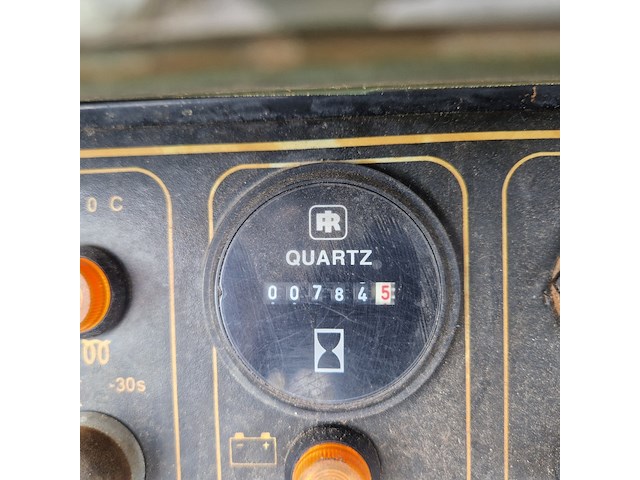 0 C
IR
QUARTZ
007845
-30s
- +